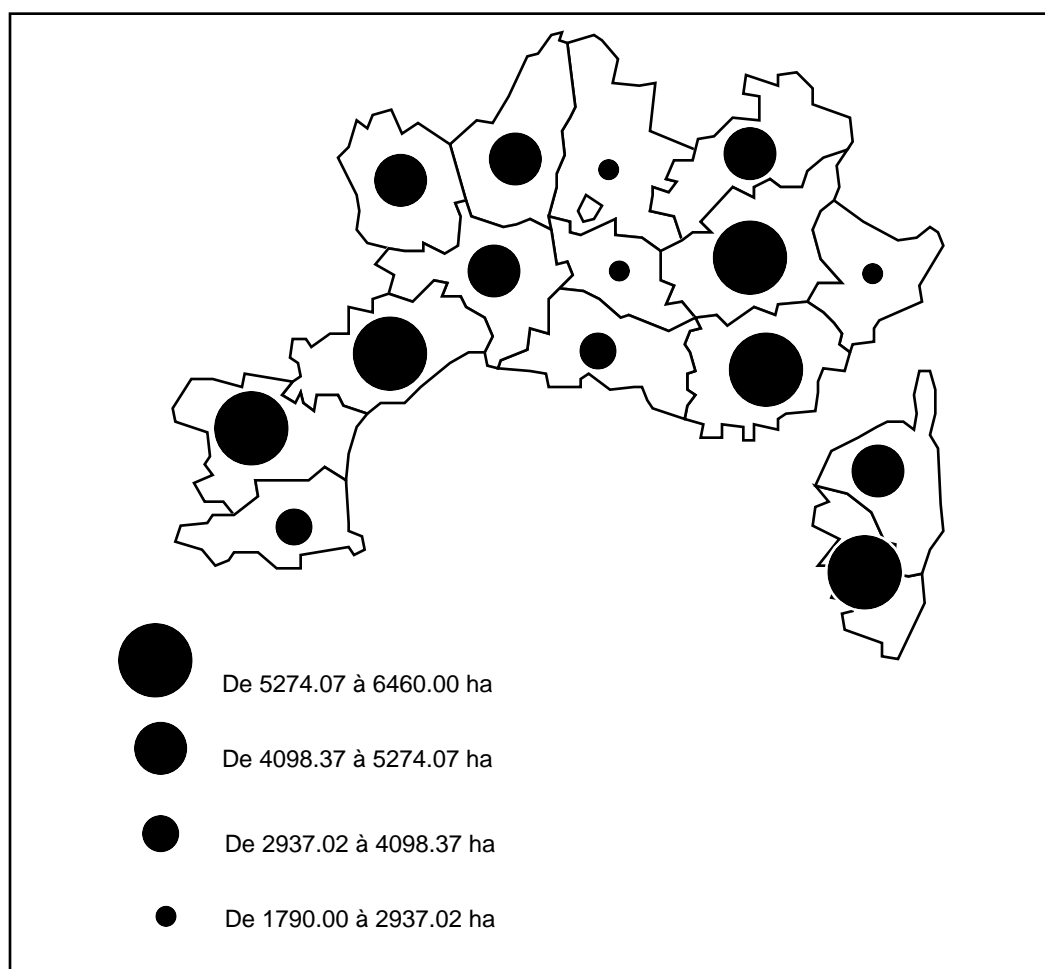 De 5274.07 à 6460.00 ha
De 4098.37 à 5274.07 ha
De 2937.02 à 4098.37 ha
De 1790.00 à 2937.02 ha